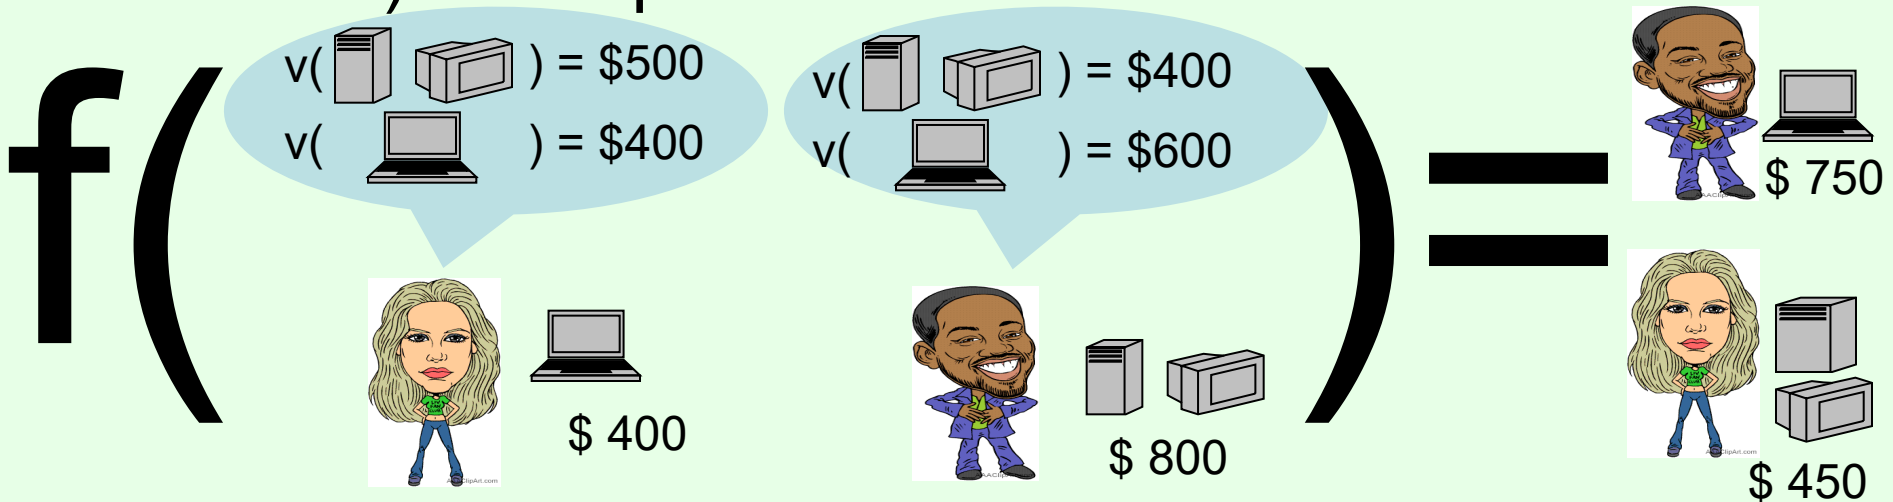 f(
v( ) = $500
v( ) = $400
$ 400
v( ) = $400
v( ) = $600
$ 800
) =
$ 750
$ 450